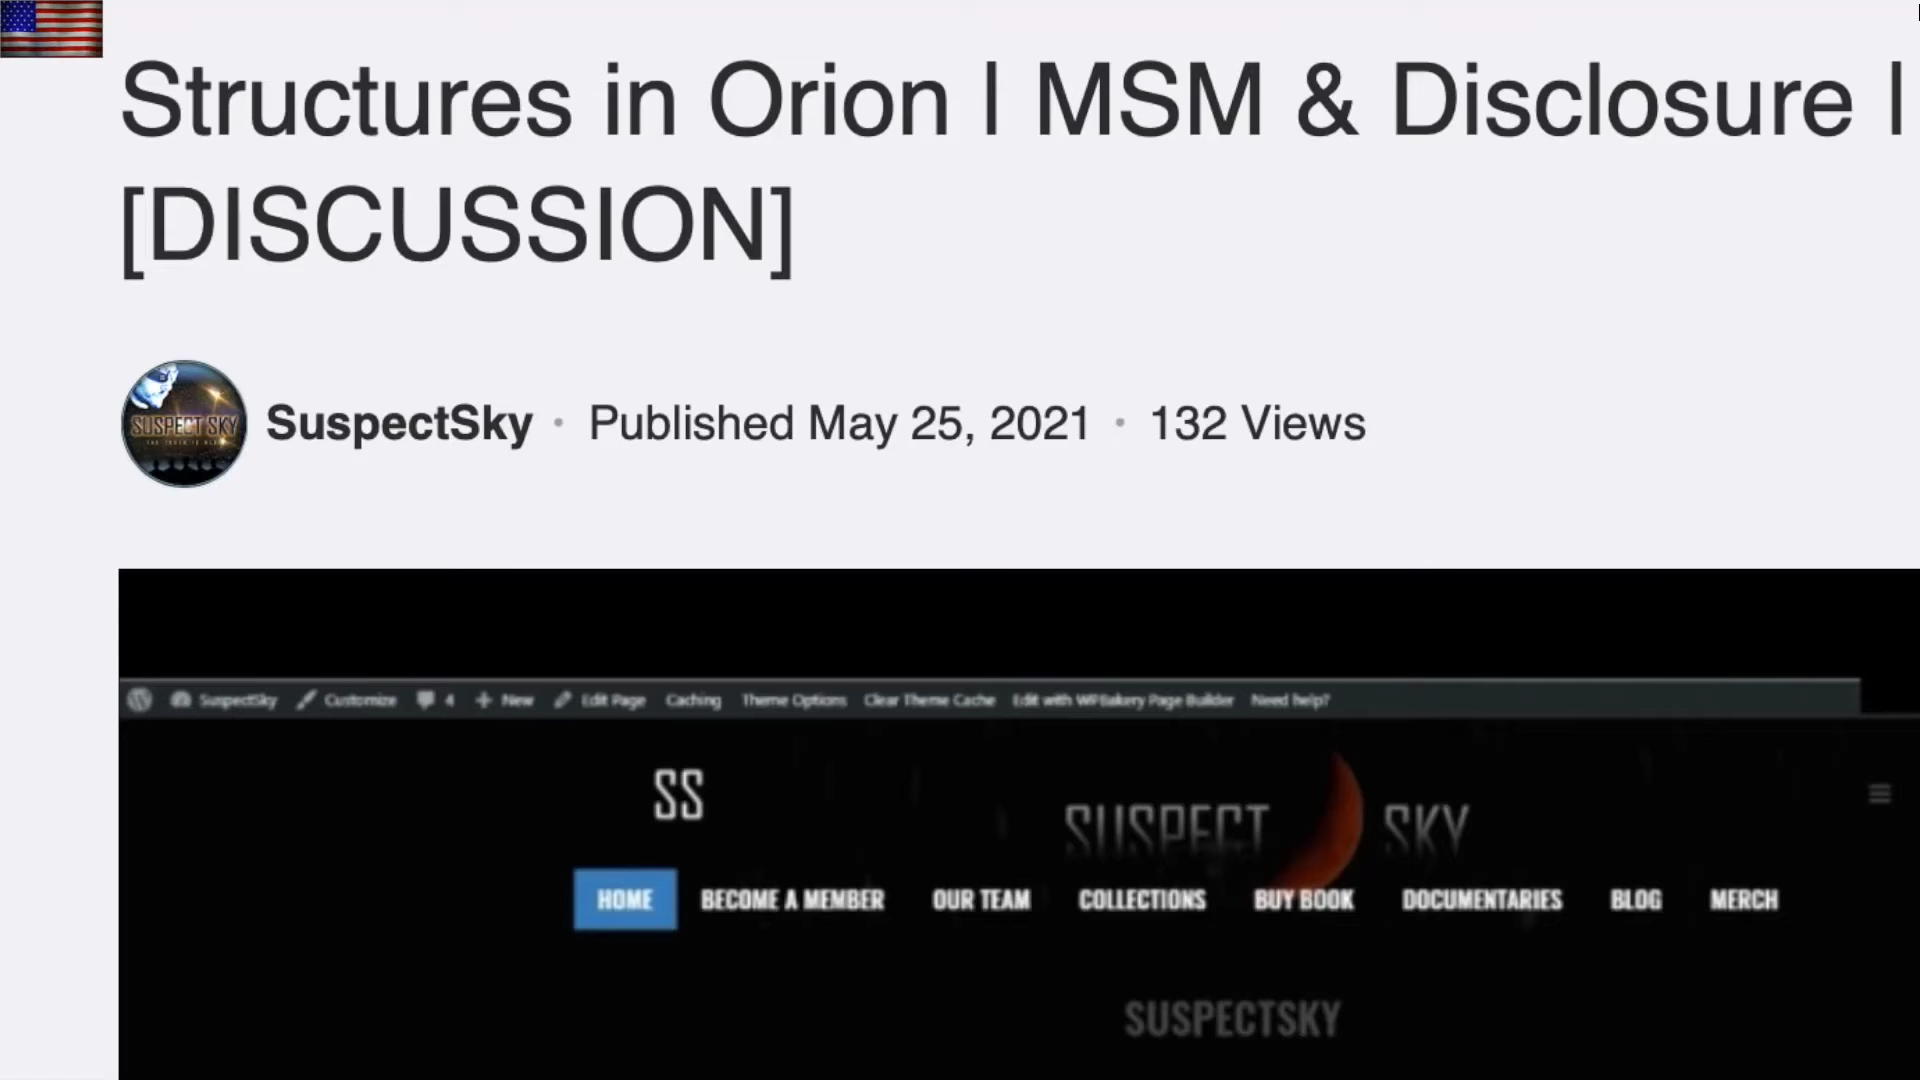 Structures in Orion | MSM & Disclosure |
[DISCUSSION]
SUSPECT SKY
SuspectSky · Published May 25, 2021 · 132 Views
SuspectSky Customize 4 New Edit Page Caching Theme Options Clear Theme Cache Edit with WPBakery Page Builder Need help?
SS
SUSPECT SKY
HOME BECOME A MEMBER OUR TEAM COLLECTIONS BUY BOOK DOCUMENTARIES BLOG MERCH
SUSPECTSKY